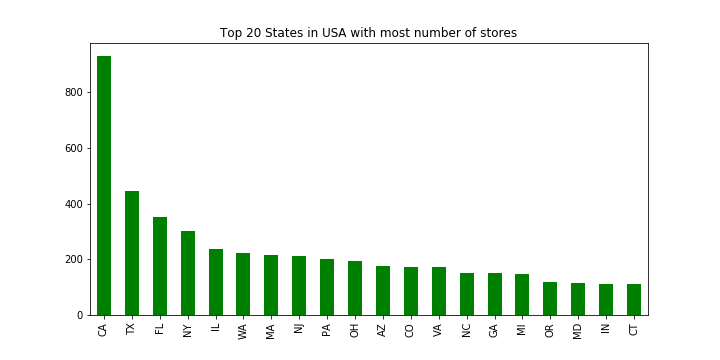 Top 20 States in USA with most number of stores
800
600
400
200
0
CA TX FL NY IL WA MA NJ PA OH AZ CO VA NC GA MI OR MD IN CT